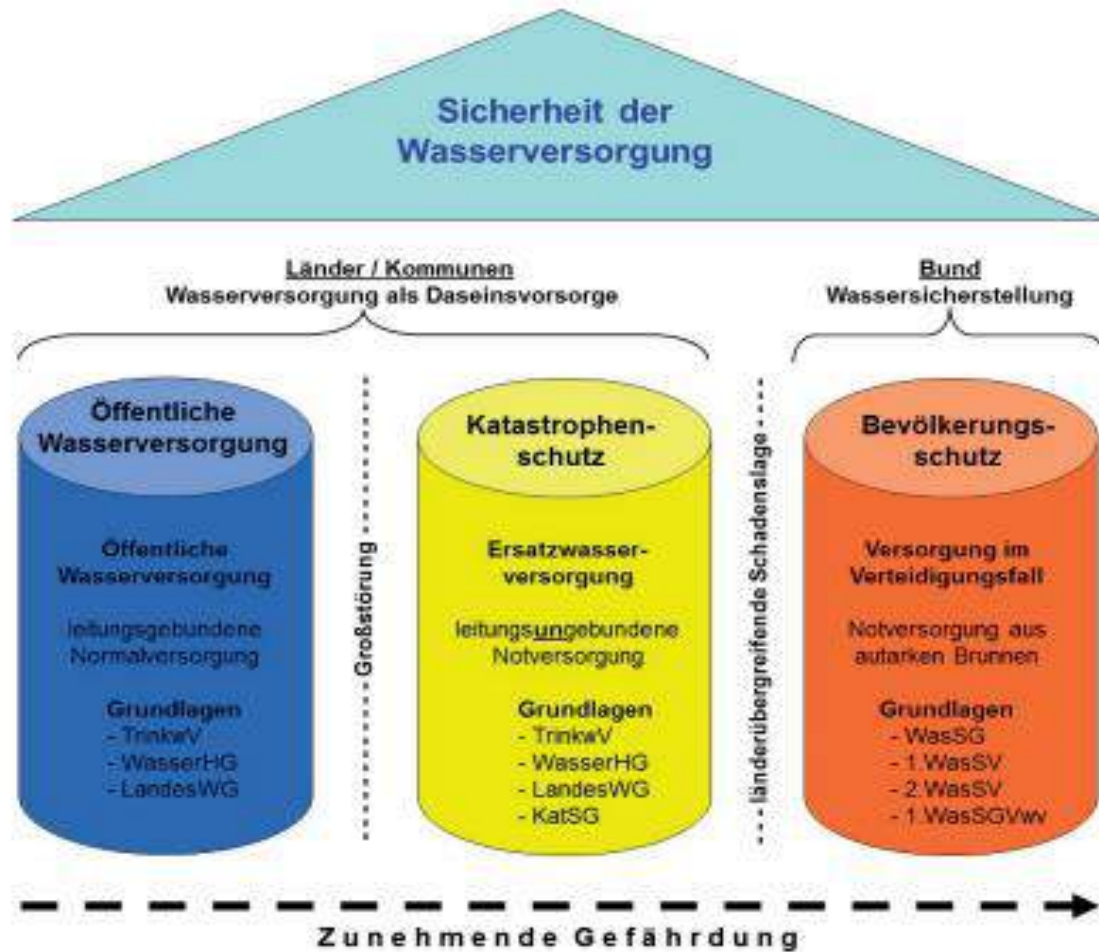 Sicherheit der
Wasserversorgung
Länder / Kommunen
Wasserversorgung als Daseinsvorsorge
Bund
Wassersicherstellung
Öffentliche
Wasserversorgung
Öffentliche
Wasserversorgung
leitungsgebundene
Normalversorgung
Grundlagen
- TrinkwV
- WasserHG
- LandesWG
Großstörung
Katastrophen-
schutz
Ersatzwasser-
versorgung
leitungsungebundene
Notversorgung
Grundlagen
- TrinkwV
- WasserHG
- LandesWG
- KatSG
länderübergreifende Schadenslage
Bevölkerungs-
schutz
Versorgung im
Verteidigungsfall
Notversorgung aus
autarken Brunnen
Grundlagen
- WasSG
- 1.WasSV
- 2.WasSV
- 1.WasSGVwv
Zunehmende Gefährdung